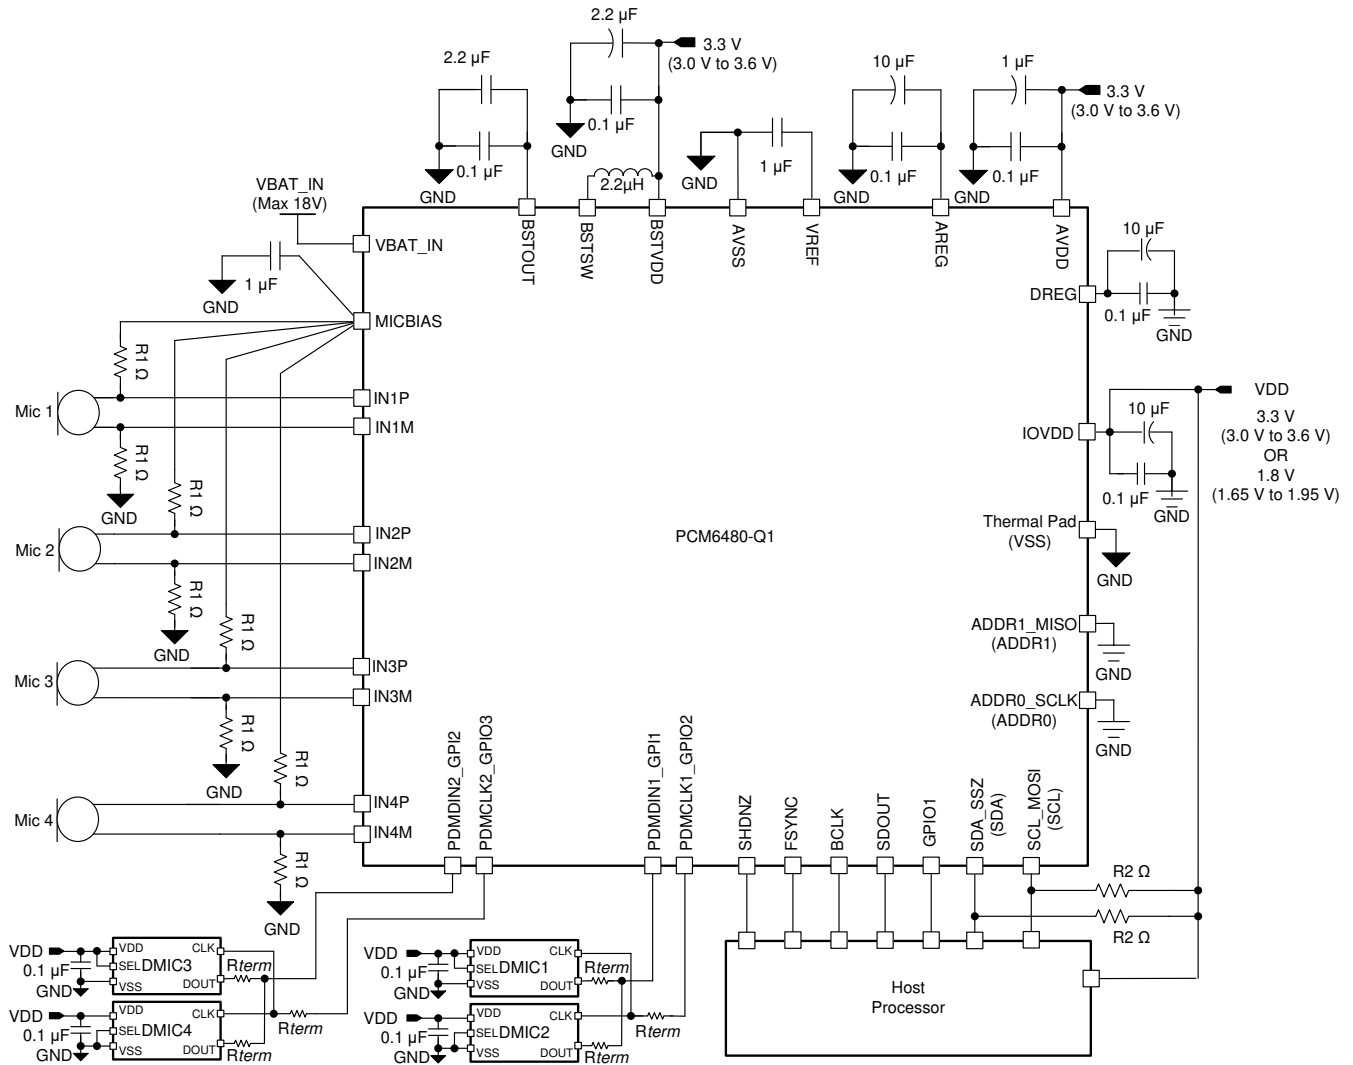 2.2 µF
3.3 V
(3.0 V to 3.6 V)
0.1 µF
GND
2.2 µF
0.1 µF
GND
2.2µH
1 µF
GND
10 µF
0.1 µF
GND
1 µF
3.3 V
(3.0 V to 3.6 V)
0.1 µF
GND
VBAT_IN
(Max 18V)
VBAT_IN
BSTOUT
BSTSW
BSTVDD
AVSS
VREF
AREG
AVDD
1 µF
GND
MICBIAS
10 µF
DREG
0.1 µF
GND
R1 Ω
Mic 1
IN1P
IN1M
R1 Ω
GND
VDD
3.3 V
(3.0 V to 3.6 V)
OR
1.8 V
(1.65 V to 1.95 V)
10 µF
IOVDD
0.1 µF
GND
R1 Ω
Mic 2
IN2P
IN2M
R1 Ω
GND
PCM6480-Q1
Thermal Pad
(VSS)
GND
R1 Ω
Mic 3
IN3P
IN3M
R1 Ω
GND
ADDR1_MISO
(ADDR1)
GND
ADDR0_SCLK
(ADDR0)
GND
R1 Ω
Mic 4
IN4P
IN4M
R1 Ω
GND
PDMDIN2_GPI2
PDMCLK2_GPIO3
PDMDIN1_GPI1
PDMCLK1_GPIO2
SHDNZ
FSYNC
BCLK
SDOUT
GPIO1
SDA_SSZ
(SDA)
SCL_MOSI
(SCL)
R2 Ω
R2 Ω
VDD
0.1 µF
GND
VDD
CLK
SEL
DMIC3
VSS
DOUT
Rterm
VDD
0.1 µF
GND
VDD
CLK
SEL
DMIC4
VSS
DOUT
Rterm
Rterm
VDD
0.1 µF
GND
VDD
CLK
SEL
DMIC1
VSS
DOUT
Rterm
VDD
0.1 µF
GND
VDD
CLK
SEL
DMIC2
VSS
DOUT
Rterm
Rterm
Host
Processor